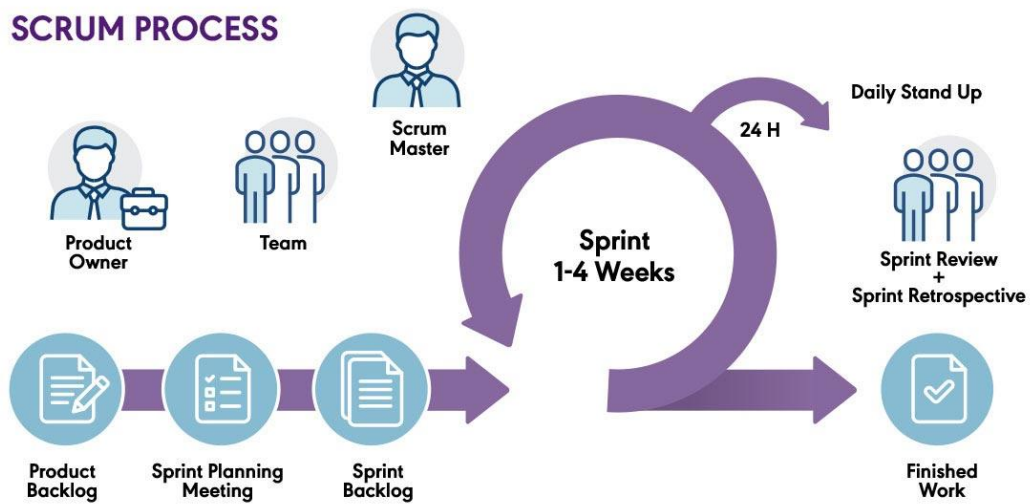 SCRUM PROCESS
Scrum
Master
Product
Owner
Team
24 H
Daily Stand Up
Sprint
1-4 Weeks
Sprint Review
+
Sprint Retrospective
Product
Backlog
Sprint Planning
Meeting
Sprint
Backlog
Finished
Work